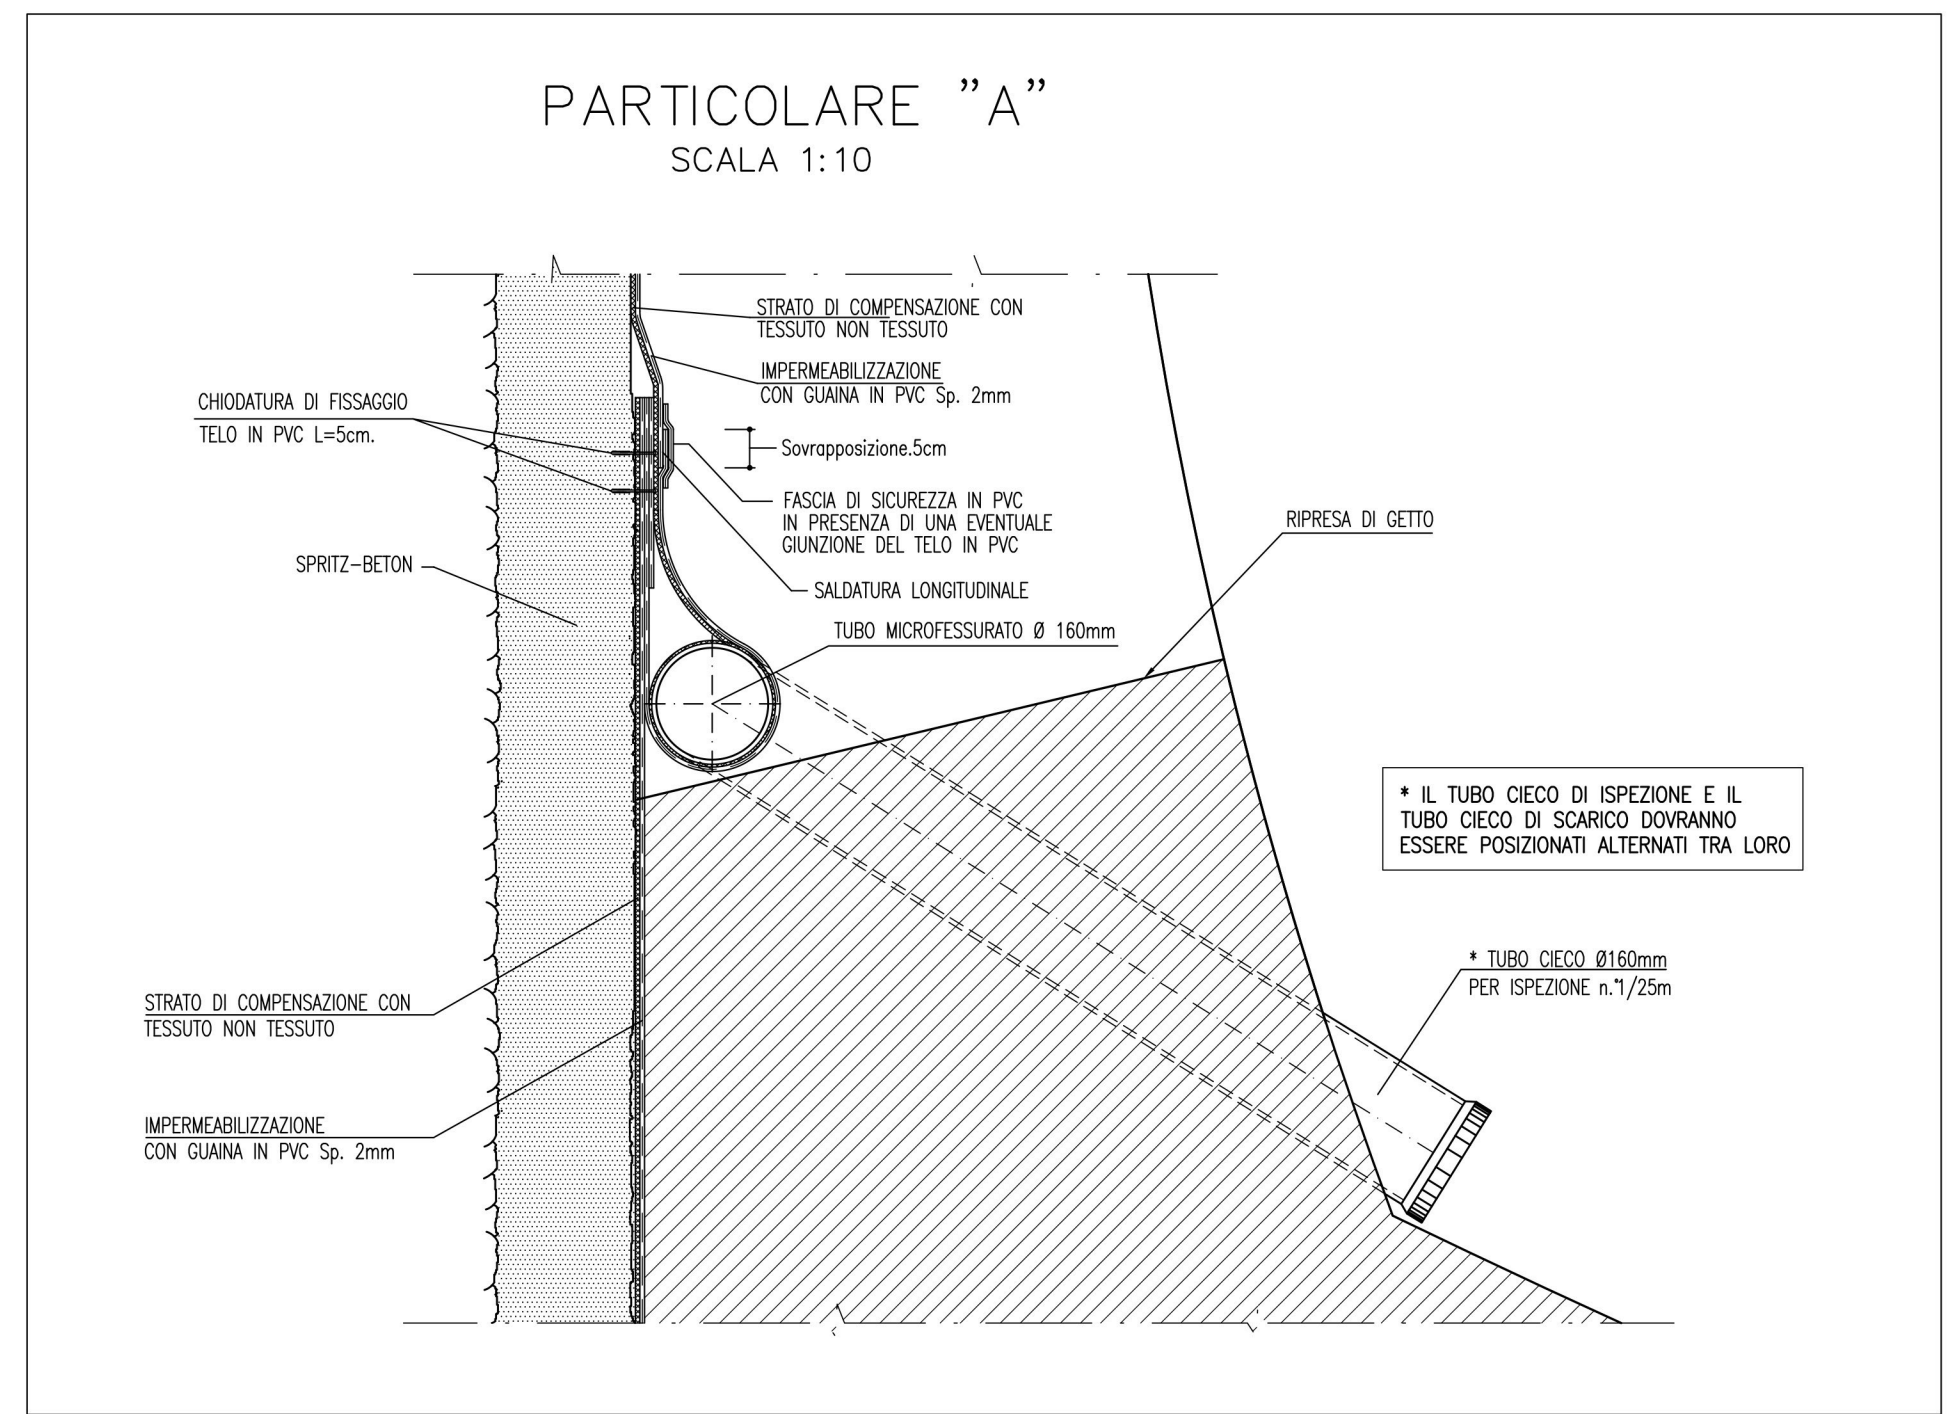 PARTICOLARE "A"
SCALA 1:10
STRATO DI COMPENSAZIONE CON
TESSUTO NON TESSUTO
IMPERMEABILIZZAZIONE
CON GUAINA IN PVC Sp. 2mm
CHIODATURA DI FISSAGGIO
TELO IN PVC L=5cm.
Sovrapposizione.5cm
FASCIA DI SICUREZZA IN PVC
IN PRESENZA DI UNA EVENTUALE
GIUNZIONE DEL TELO IN PVC
RIPRESA DI GETTO
SPRITZ-BETON
SALDATURA LONGITUDINALE
TUBO MICROFESSURATO Ø 160mm
* IL TUBO CIECO DI ISPEZIONE E IL
TUBO CIECO DI SCARICO DOVRANNO
ESSERE POSIZIONATI ALTERNATI TRA LORO
* TUBO CIECO Ø160mm
PER ISPEZIONE n.°1/25m
STRATO DI COMPENSAZIONE CON
TESSUTO NON TESSUTO
IMPERMEABILIZZAZIONE
CON GUAINA IN PVC Sp. 2mm